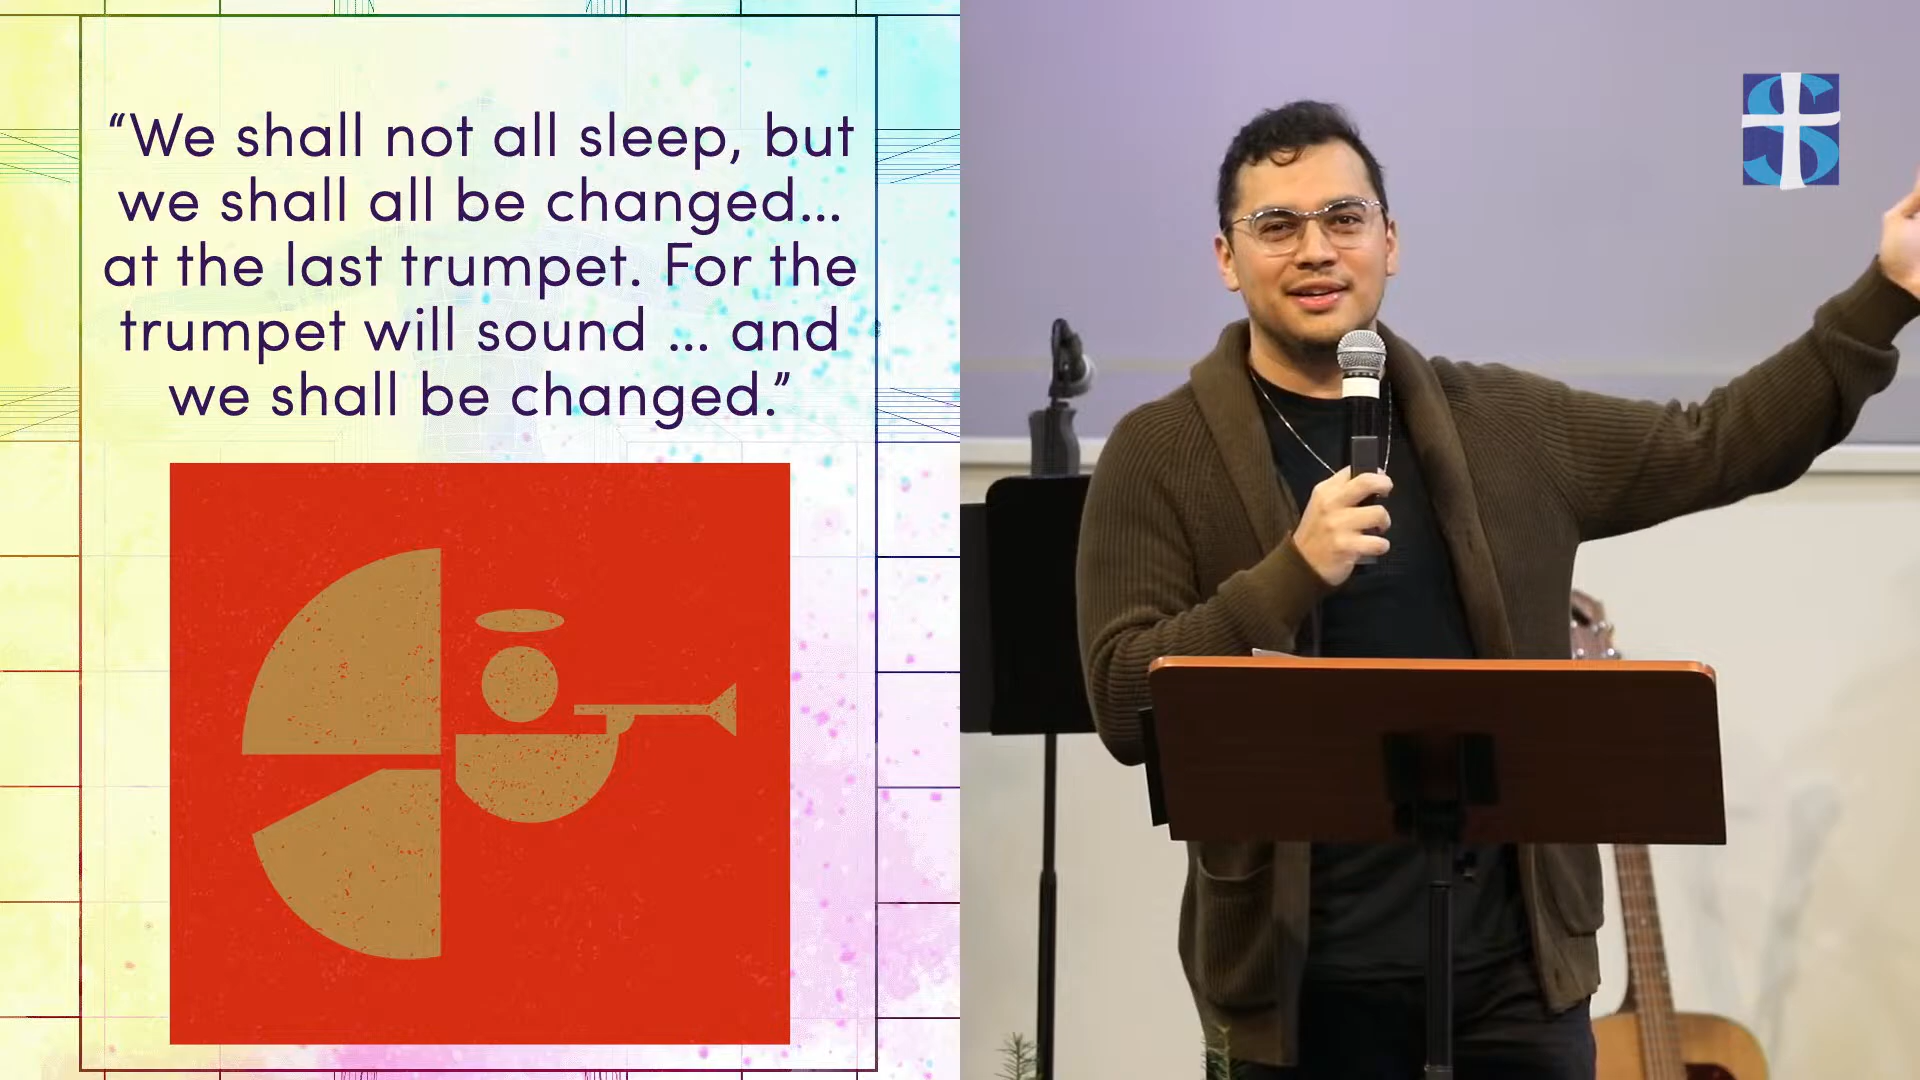 “We shall not all sleep, but
we shall all be changed...
at the last trumpet. For the
trumpet will sound ... and
we shall be changed.”
S